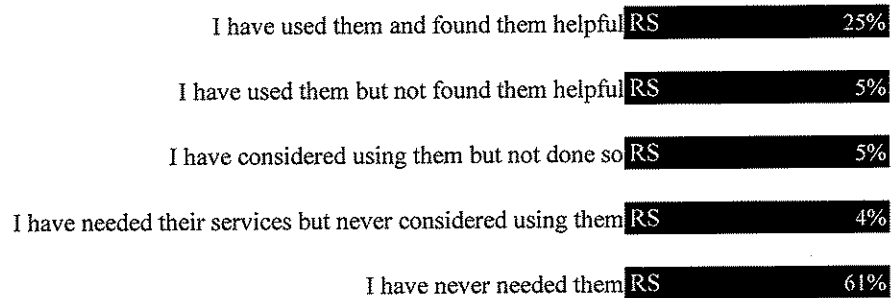 I have used them and found them helpful RS 25%
I have used them but not found them helpful RS 5%
I have considered using them but not done so RS 5%
I have needed their services but never considered using them RS 4%
I have never needed them RS 61%